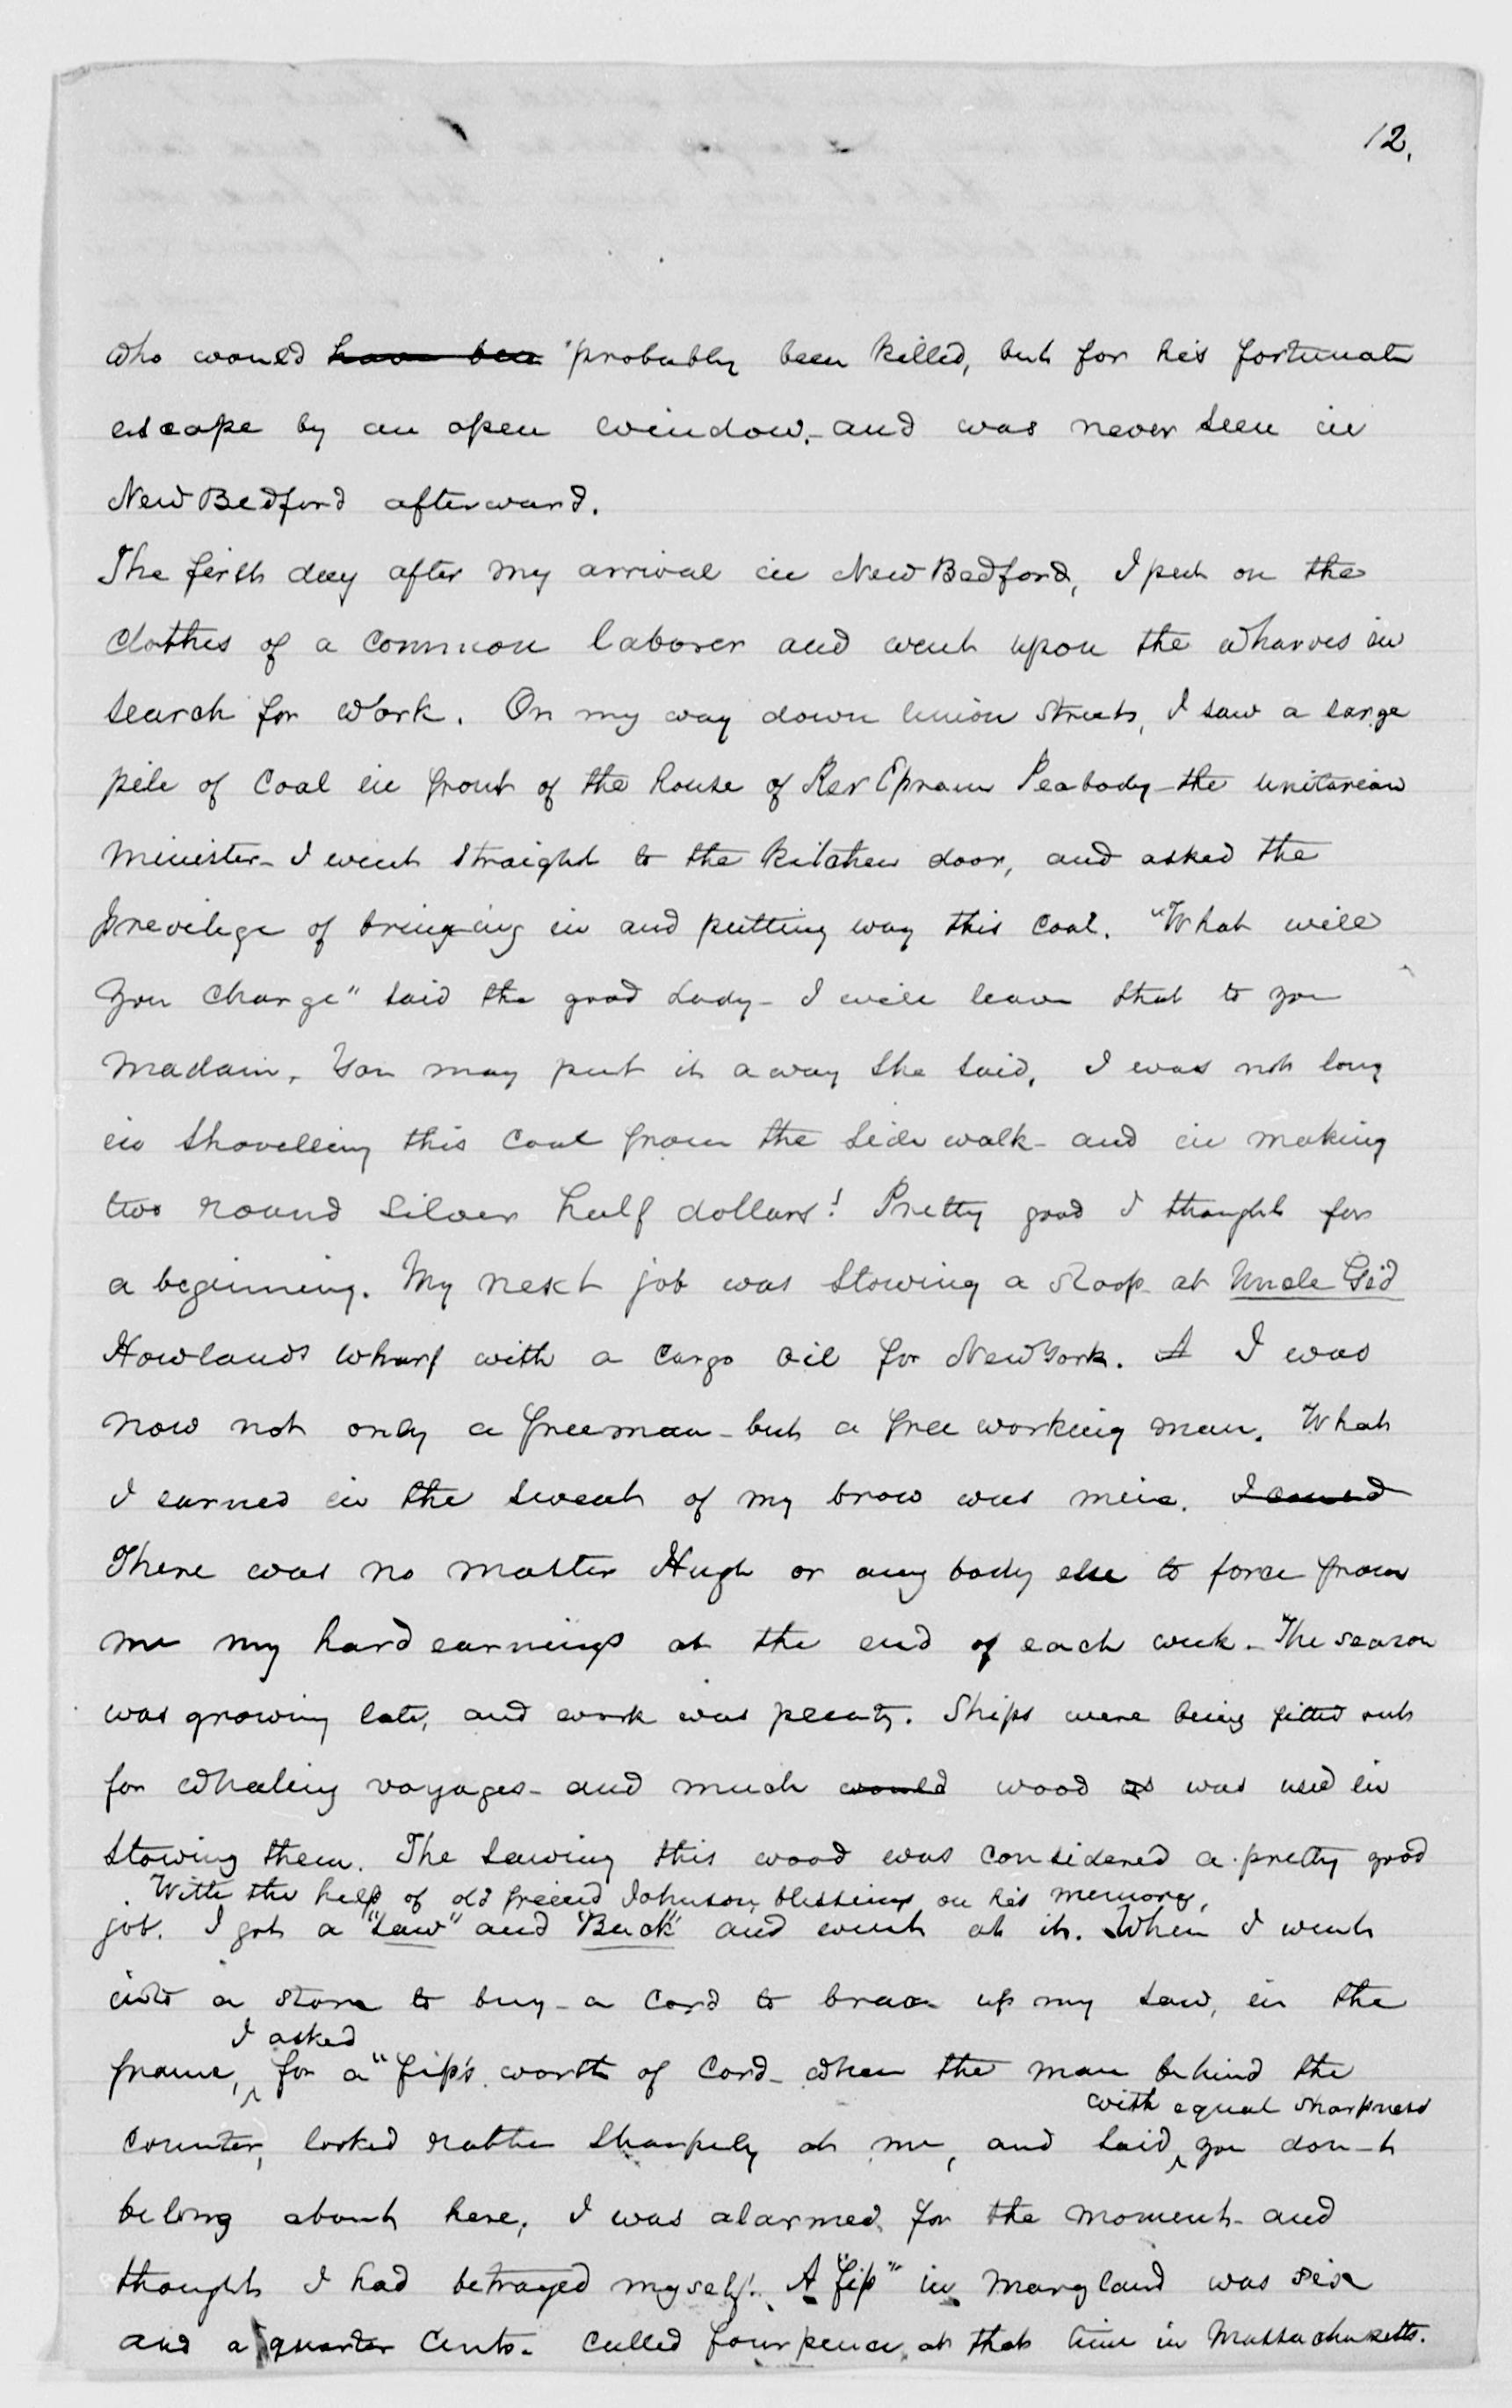 12.
who would have bee probably been killed, but for his fortunate
escape by an open window. and was never seen in
New Bedford afterward.
The first day after my arrival in New Bedford, I put on the
clothes of a common laborer and went upon the wharves in
search for work. On my way down Union Street, I saw a large
pile of Coal in front of the house of Rev Epraim Peabody - the Unitarian
Minister - I went straight to the kitchen door, and asked the
previlege of bringing in and putting way this coal. "What will
you charge" said the good Lady - I will leave that to you
Madam. You may put it away she said. I was not long
in shovelling this coal from the side walk - and in making
two round silver half dollars! Pretty good I thought for
a beginning. My next job was stowing a sloop at Uncle Gid
Howlands wharf with a cargo oil for New York. A I was
now not only a freeman - but a free working man. What
I earned in the sweat of my brow was mine. I could
There was no master Hugh or any body else to force from
me my hard earnings at the end of each week - The season
was growing late, and work was plenty. Ships were being fitted out
for whaling voyages - and much would wood as was used in
stowing them. The sawing this wood was considered a pretty good
With the help of old friend Johnson, blessings on his memory,
job. I got a "saw" and "Buck" and went at it. When I went
into a store to buy - a cord to brace up my saw, in the
I asked
frame, for a "fip's worth of cord - when the man behind the
with equal sharpness
counter, looked rather sharpely at me, and said, you don-t
belong about here. I was alarmed for the moment - and
thought I had betrayed myself. A "fip" in Maryland was six
and a quarter cents - called fourpence, at that time in Massachusetts.